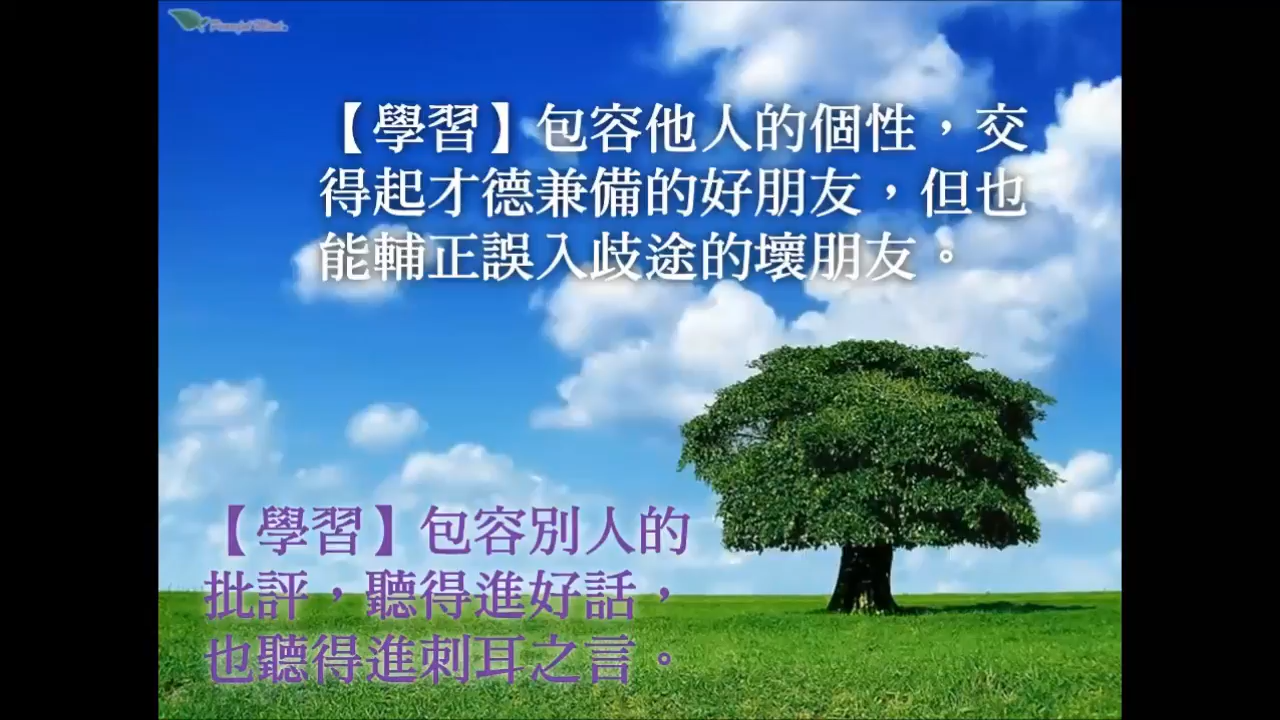 【學習】包容他人的個性，交
得起才德兼備的好朋友，但也
能輔正誤入歧途的壞朋友。
【學習】包容別人的
批評，聽得進好話，
也聽得進刺耳之言。